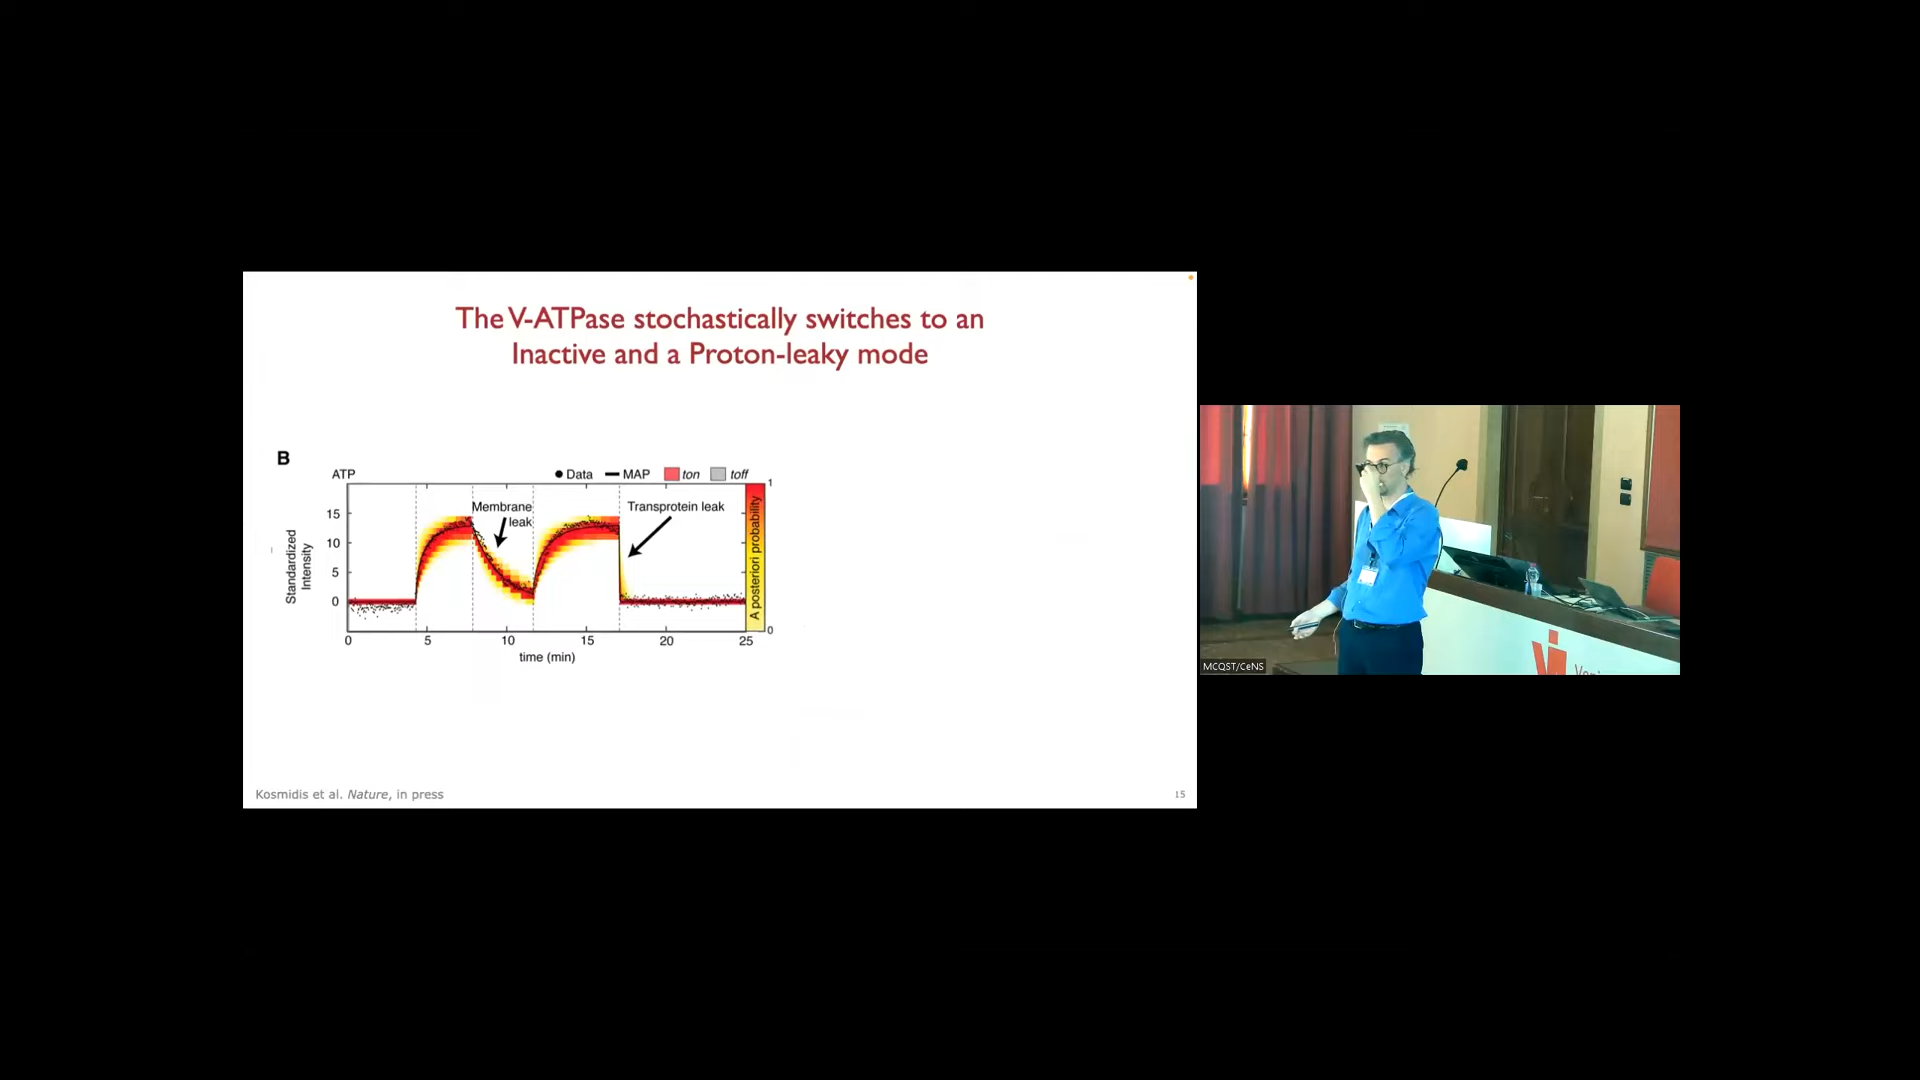 The V-ATPase stochastically switches to an
Inactive and a Proton-leaky mode
B
ATP
Data MAP ton toff
1
Membrane
leak
Transprotein leak
15
10
5
0
Standardized
Intensity
A posteriori probability
0
0 5 10 15 20 25
time (min)
Kosmidis et al. Nature, in press
15
MCQST/CeNS